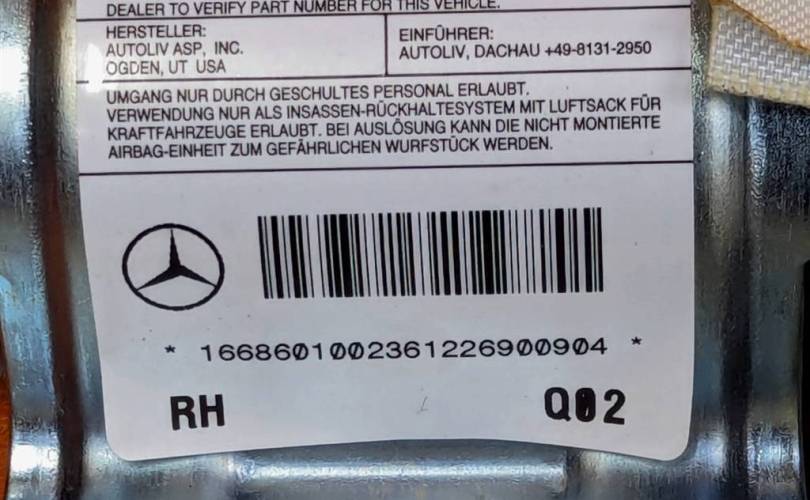 DEALER TO VERIFY PART NUMBER FOR THIS VEHICLE.
HERSTELLER:
AUTOLIV ASP, INC.
OGDEN, UT USA
EINFÜHRER:
AUTOLIV, DACHAU +49-8131-2950
UMGANG NUR DURCH GESCHULTES PERSONAL ERLAUBT.
VERWENDUNG NUR ALS INSASSEN-RÜCKHALTESYSTEM MIT LUFTSACK FÜR
KRAFTFAHRZEUGE ERLAUBT. BEI AUSLÖSUNG KANN DIE NICHT MONTIERTE
AIRBAG-EINHEIT ZUM GEFÄHRLICHEN WURFSTÜCK WERDEN.
* 1668601002361226900904 *
RH
Q02